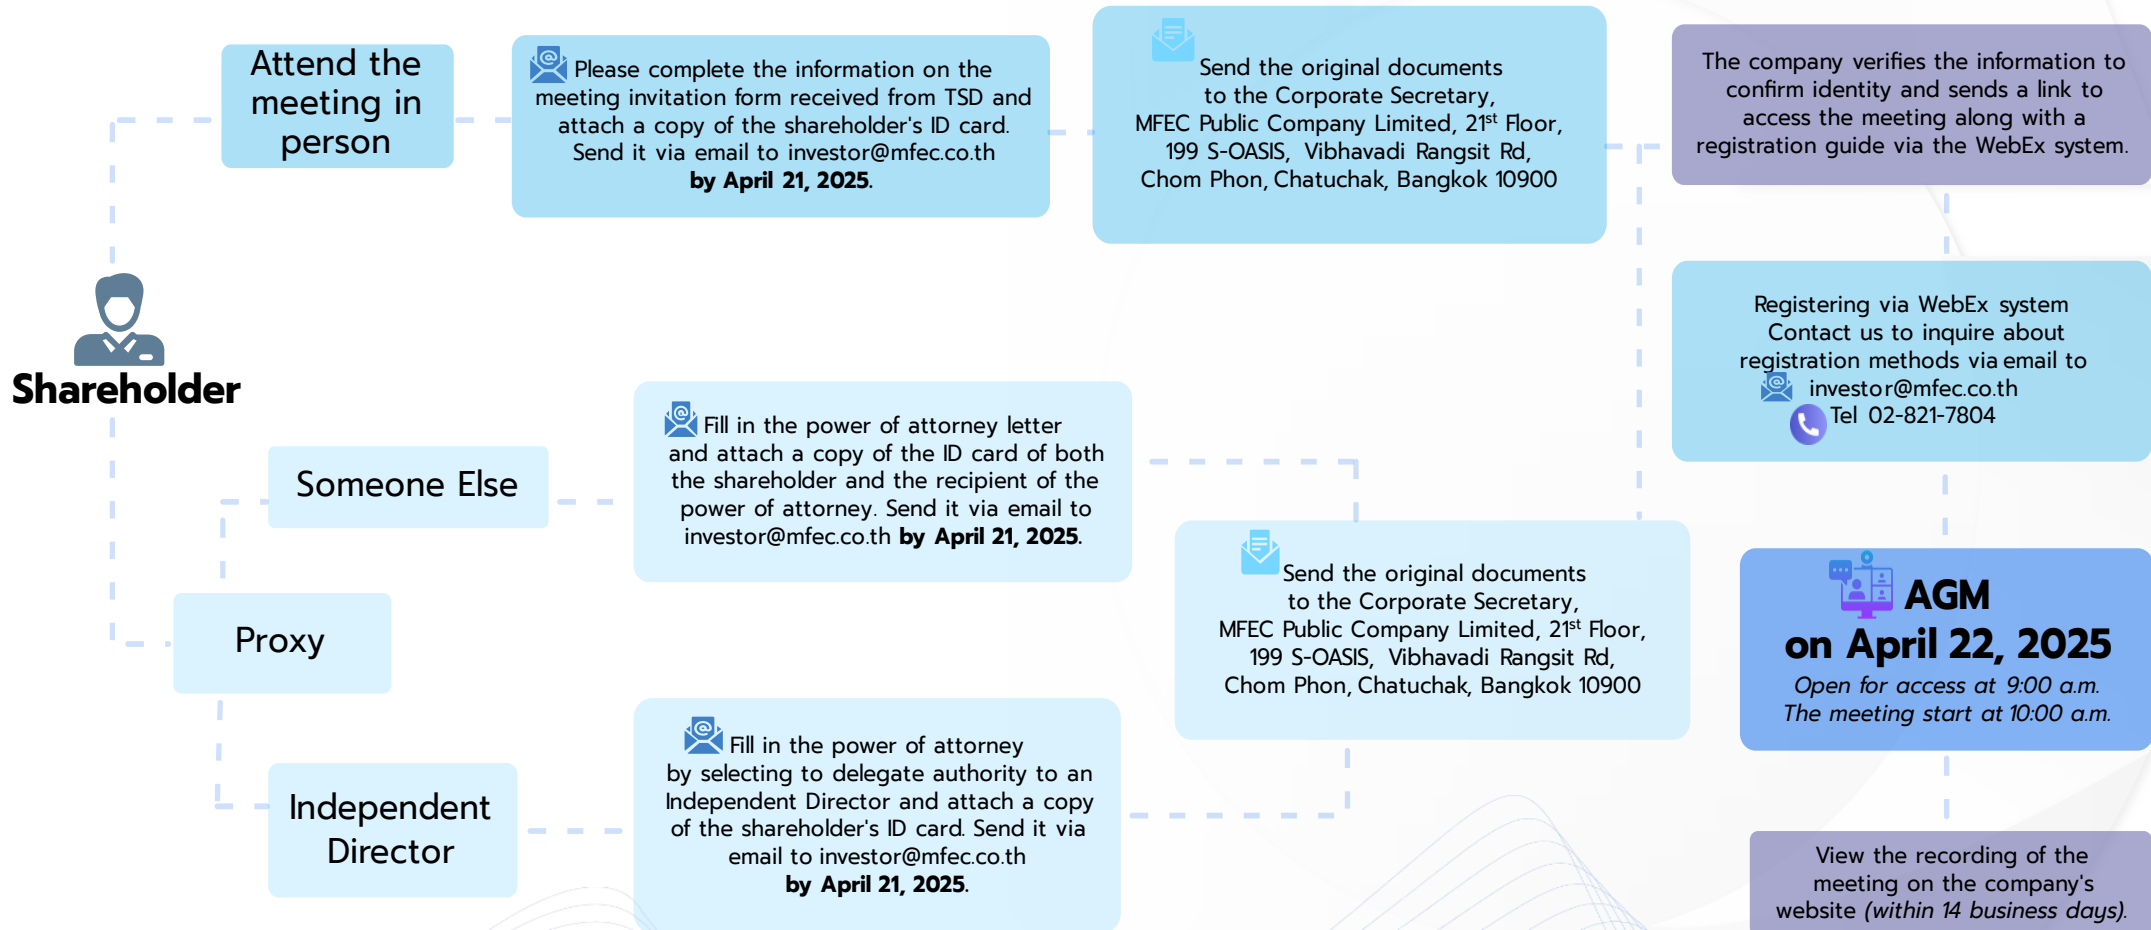 Shareholder
Attend the
meeting in
person
Please complete the information on the
meeting invitation form received from TSD and
attach a copy of the shareholder's ID card.
Send it via email to investor@mfec.co.th
by April 21, 2025.
Send the original documents
to the Corporate Secretary,
MFEC Public Company Limited, 21st Floor,
199 S-OASIS, Vibhavadi Rangsit Rd,
Chom Phon, Chatuchak, Bangkok 10900
The company verifies the information to
confirm identity and sends a link to
access the meeting along with a
registration guide via the WebEx system.
Registering via WebEx system
Contact us to inquire about
registration methods via email to
investor@mfec.co.th
Tel 02-821-7804
Proxy
Someone Else
Fill in the power of attorney letter
and attach a copy of the ID card of both
the shareholder and the recipient of the
power of attorney. Send it via email to
investor@mfec.co.th by April 21, 2025.
Independent
Director
Fill in the power of attorney
by selecting to delegate authority to an
Independent Director and attach a copy
of the shareholder's ID card. Send it via
email to investor@mfec.co.th
by April 21, 2025.
Send the original documents
to the Corporate Secretary,
MFEC Public Company Limited, 21st Floor,
199 S-OASIS, Vibhavadi Rangsit Rd,
Chom Phon, Chatuchak, Bangkok 10900
AGM
on April 22, 2025
Open for access at 9:00 a.m.
The meeting start at 10:00 a.m.
View the recording of the
meeting on the company's
website (within 14 business days).